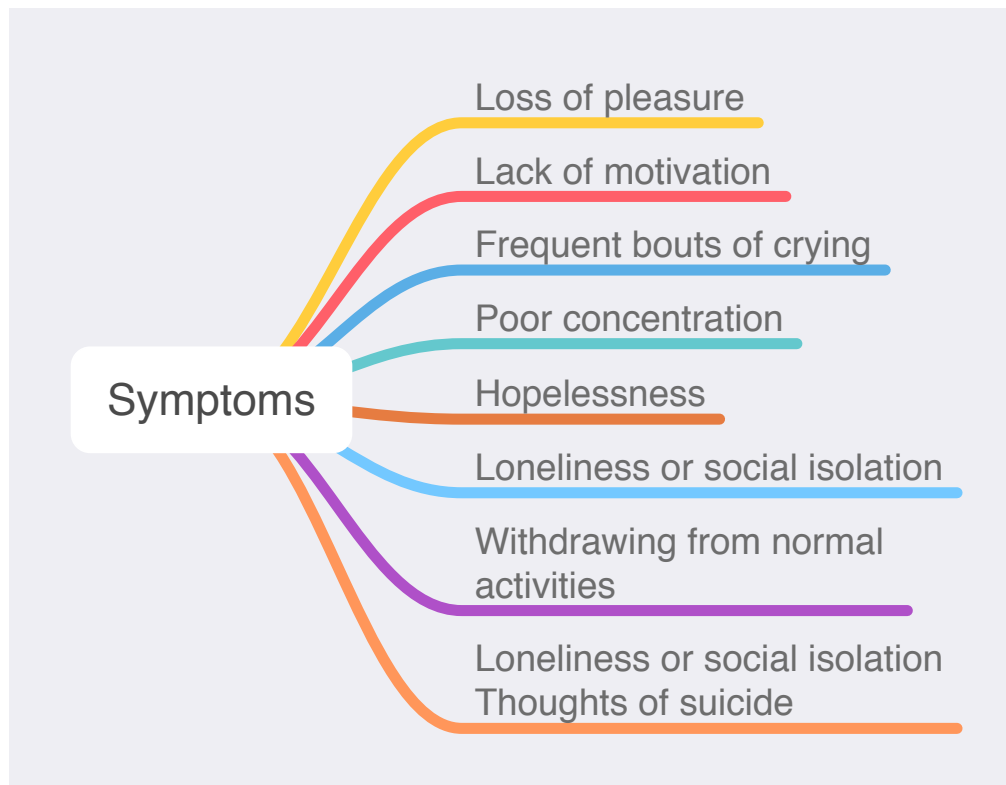 Loss of pleasure
Lack of motivation
Frequent bouts of crying
Poor concentration
Symptoms
Hopelessness
Loneliness or social isolation
Withdrawing from normal
activities
Loneliness or social isolation
Thoughts of suicide